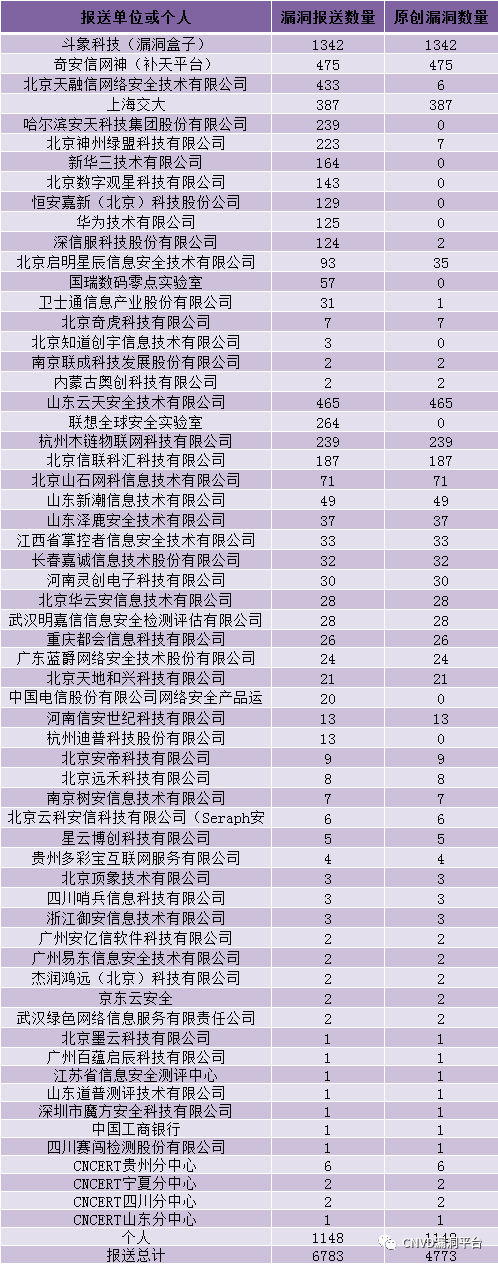 报送单位或个人 漏洞报送数量 原创漏洞数量
斗象科技（漏洞盒子） 1342 1342
奇安信网神（补天平台） 475 475
北京天融信网络安全技术有限公司 433 6
上海交大 387 387
哈尔滨安天科技集团股份有限公司 239 0
北京神州绿盟科技有限公司 223 7
新华三技术有限公司 164 0
北京数字观星科技有限公司 143 0
恒安嘉新（北京）科技股份公司 129 0
华为技术有限公司 125 0
深信服科技股份有限公司 124 2
北京启明星辰信息安全技术有限公司 93 35
国瑞数码零点实验室 57 0
卫士通信息产业股份有限公司 31 1
北京奇虎科技有限公司 7 7
北京知道创宇信息技术有限公司 3 0
南京联成科技发展股份有限公司 2 2
内蒙古奥创科技有限公司 2 2
山东云天安全技术有限公司 465 465
联想全球安全实验室 264 0
杭州木链物联网科技有限公司 239 239
北京信联科汇科技有限公司 187 187
北京山石网科信息技术有限公司 71 71
山东新潮信息技术有限公司 49 49
山东泽鹿安全技术有限公司 37 37
江西省掌控者信息安全技术有限公司 33 33
长春嘉诚信息技术股份有限公司 32 32
河南灵创电子科技有限公司 30 30
北京华云安信息技术有限公司 28 28
武汉明嘉信信息安全检测评估有限公司 28 28
重庆都会信息科技有限公司 26 26
广东蓝爵网络安全技术股份有限公司 24 24
北京天地和兴科技有限公司 21 21
中国电信股份有限公司网络安全产品运 20 0
河南信安世纪科技有限公司 13 13
杭州迪普科技股份有限公司 13 0
北京安帝科技有限公司 9 9
北京远禾科技有限公司 8 8
南京树安信息技术有限公司 7 7
北京云科安信科技有限公司（Seraph安 6 6
星云博创科技有限公司 5 5
贵州多彩宝互联网服务有限公司 4 4
北京顶象技术有限公司 3 3
四川哨兵信息科技有限公司 3 3
浙江御安信息技术有限公司 3 3
广州安亿信软件科技有限公司 2 2
广州易东信息安全技术有限公司 2 2
杰润鸿远（北京）科技有限公司 2 2
京东云安全 2 2
武汉绿色网络信息服务有限责任公司 2 2
北京墨云科技有限公司 1 1
广州百蕴启辰科技有限公司 1 1
江苏省信息安全测评中心 1 1
山东道普测评技术有限公司 1 1
深圳市魔方安全科技有限公司 1 1
中国工商银行 1 1
四川赛闯检测股份有限公司 1 1
CNCERT贵州分中心 6 6
CNCERT宁夏分中心 2 2
CNCERT四川分中心 2 2
CNCERT山东分中心 1 1
个人 1148 1148
CNVD漏洞平台
报送总计 6783 4773